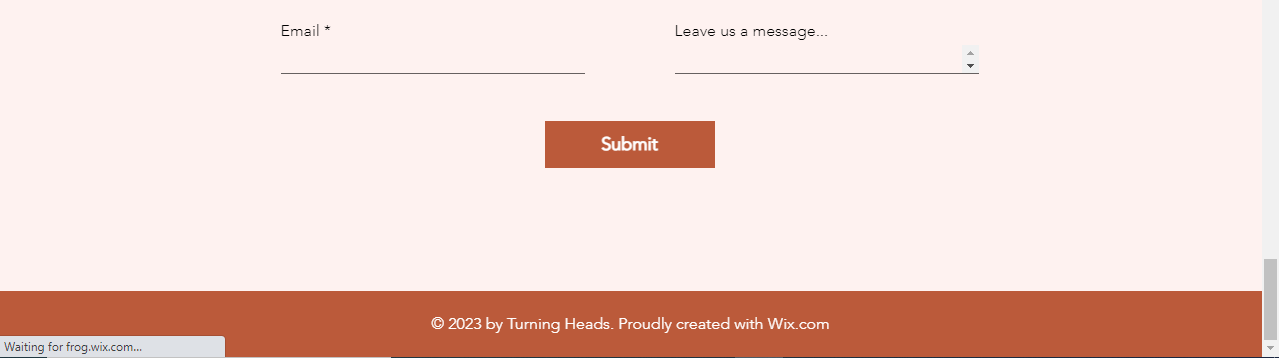 Email *
Leave us a message...
Submit
© 2023 by Turning Heads. Proudly created with Wix.com
Waiting for frog.wix.com...